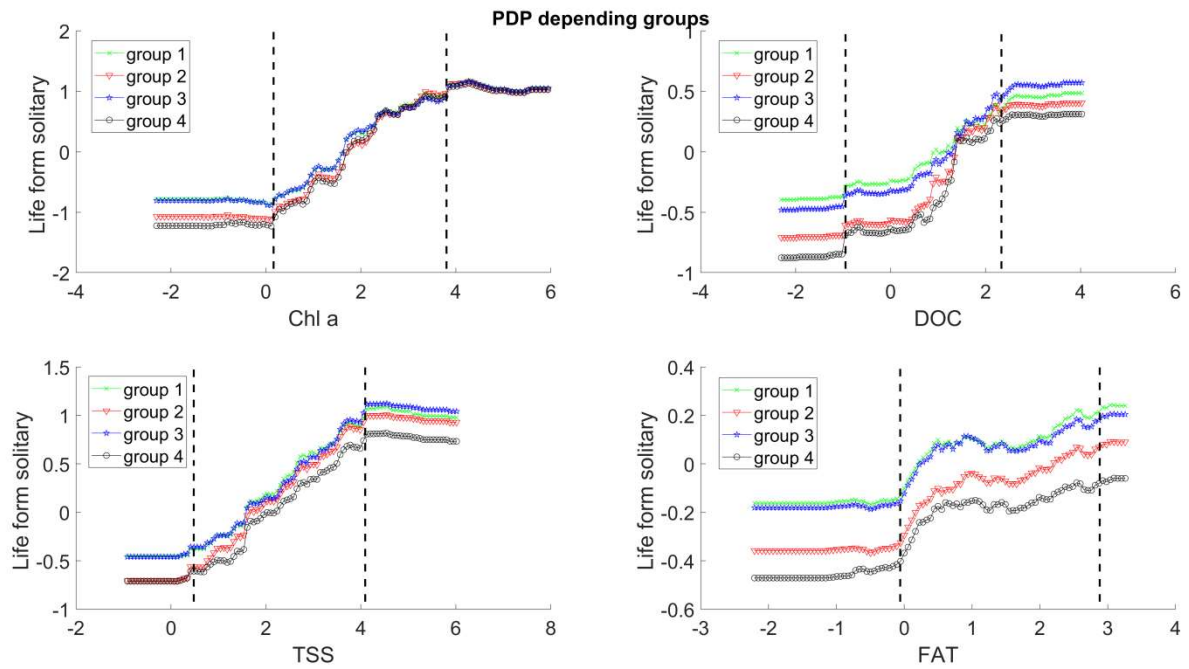 PDP depending groups
2
1
0
-1
-2
Life form solitary
group 1
group 2
group 3
group 4
-4
-2
0
2
4
6
Chl a
1
0.5
0
-0.5
-1
Life form solitary
group 1
group 2
group 3
group 4
-4
-2
0
2
4
6
DOC
1.5
1
0.5
0
-0.5
-1
Life form solitary
group 1
group 2
group 3
group 4
-2
0
2
4
6
8
TSS
0.4
0.2
0
-0.2
-0.4
-0.6
Life form solitary
group 1
group 2
group 3
group 4
-3
-2
-1
0
1
2
3
4
FAT